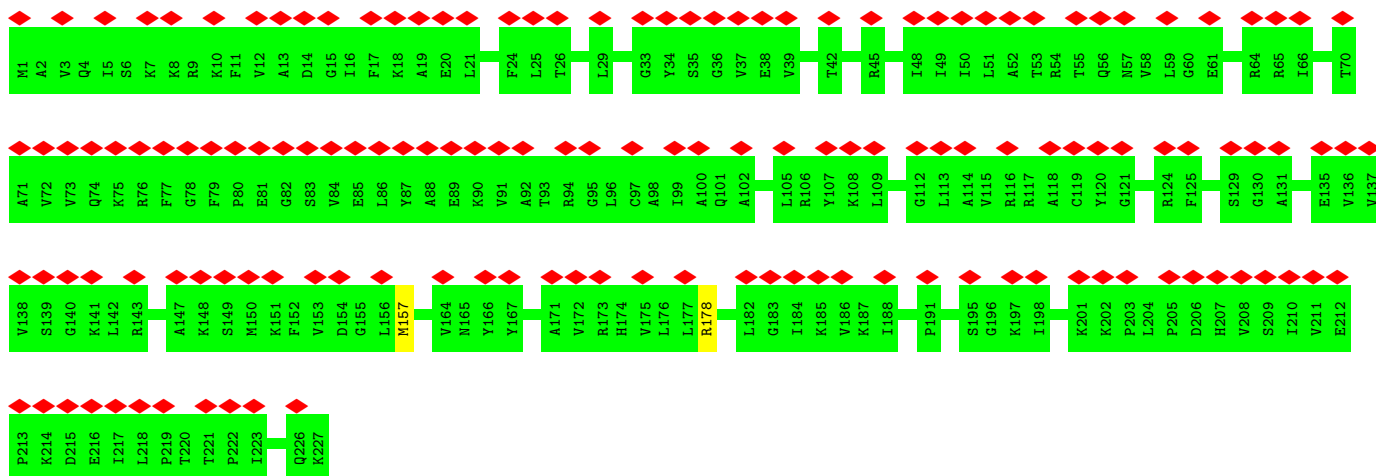 M1 A2 V3 Q4 I5 S6 K7 K8 R9 K10 F11 V12 A13 D14 G15 I16 F17 K18 A19 E20 L21 F24 L25 T26 L29 G33 Y34 S35 G36 V37 E38 V39 T42 R45 I48 I49 I50 L51 A52 T53 R54 T55 Q56 N57 V58 L59 G60 E61 R64 R65 I66 T70
A71 V72 V73 Q74 K75 R76 F77 G78 F79 P80 E81 G82 S83 V84 E85 L86 Y87 A88 E89 K90 V91 A92 T93 R94 G95 L96 C97 A98 I99 A100 Q101 A102 L105 R106 Y107 K108 L109 G112 L113 A114 V115 R116 R117 A118 C119 Y120 G121 R124 F125 S129 G130 A131 E135 V136 V137
V138 S139 G140 K141 L142 R143 A147 K148 S149 M150 K151 F152 V153 D154 G155 L156 M157 V164 N165 Y166 Y167 A171 V172 R173 H174 V175 L176 L177 R178 L182 G183 I184 K185 V186 K187 I188 P191 S195 G196 K197 I198 K201 K202 P203 L204 P205 D206 H207 V208 S209 I210 V211 E212
P213 K214 D215 E216 I217 L218 P219 T220 T221 P222 I223 Q226 K227